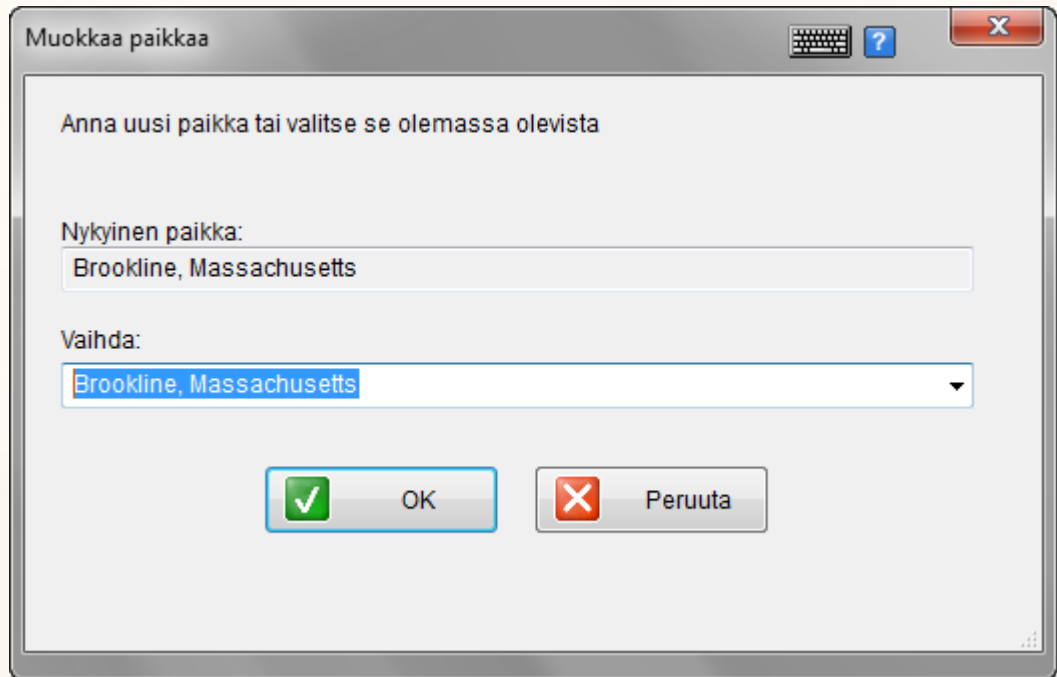 Muokkaa paikkaa
?
Anna uusi paikka tai valitse se olemassa olevista
Nykyinen paikka:
Brookline, Massachusetts
Vaihda:
Brookline, Massachusetts
OK
Peruuta